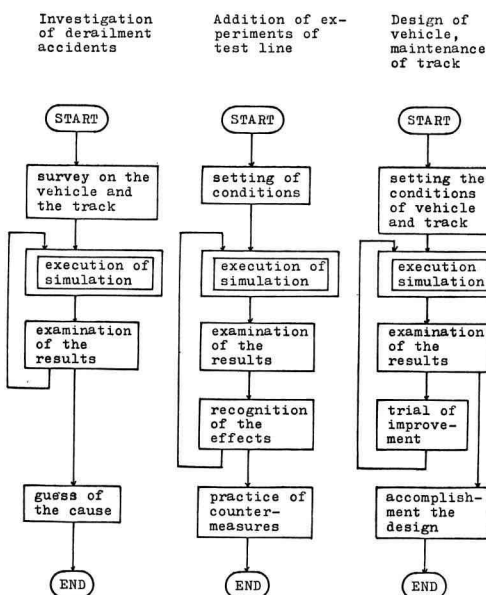 Investigation
of derailment
accidents
START
survey on the
vehicle and
the track
execution of
simulation
examination
of the
results
guess of
the cause
END
Addition of ex-
periments of
test line
START
setting of
conditions
execution of
simulation
examination
of the
results
recognition
of the
effects
practice of
counter-
measures
END
Design of
vehicle,
maintenance
of track
START
setting the
conditions
of vehicle
and track
execution
simulation
examination
of the
results
trial of
improve-
ment
accomplish-
ment the
design
END